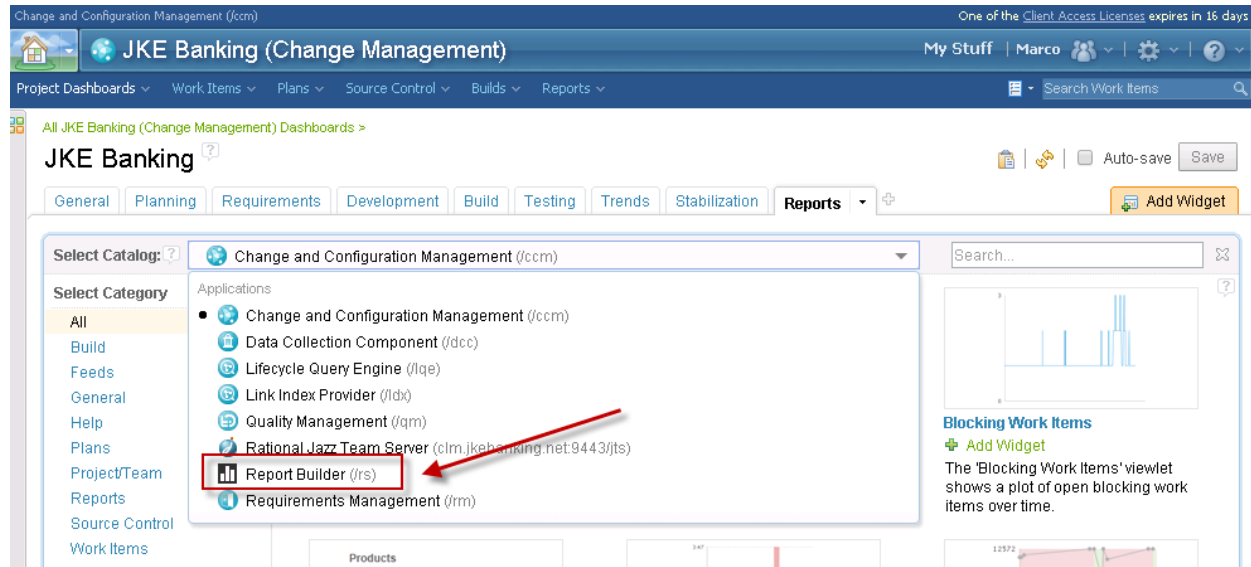 Change and Configuration Management (/ccm)
One of the Client Access Licenses expires in 16 days
JKE Banking (Change Management)
My Stuff | Marco
Project Dashboards
Work Items
Plans
Source Control
Builds
Reports
Search Work Items
All JKE Banking (Change Management) Dashboards >
JKE Banking
Auto-save
Save
General
Planning
Requirements
Development
Build
Testing
Trends
Stabilization
Reports
Add Widget
Select Catalog:
Change and Configuration Management (/ccm)
Search...
Select Category
All
Build
Feeds
General
Help
Plans
Project/Team
Reports
Source Control
Work Items
Applications
Change and Configuration Management (/ccm)
Data Collection Component (/dcc)
Lifecycle Query Engine (/lqe)
Link Index Provider (/ldx)
Quality Management (/qm)
Rational Jazz Team Server (clm.jkebanking.net:9443/jts)
Report Builder (/rs)
Requirements Management (/rm)
Blocking Work Items
Add Widget
The 'Blocking Work Items' viewlet
shows a plot of open blocking work
items over time.
Products
12572